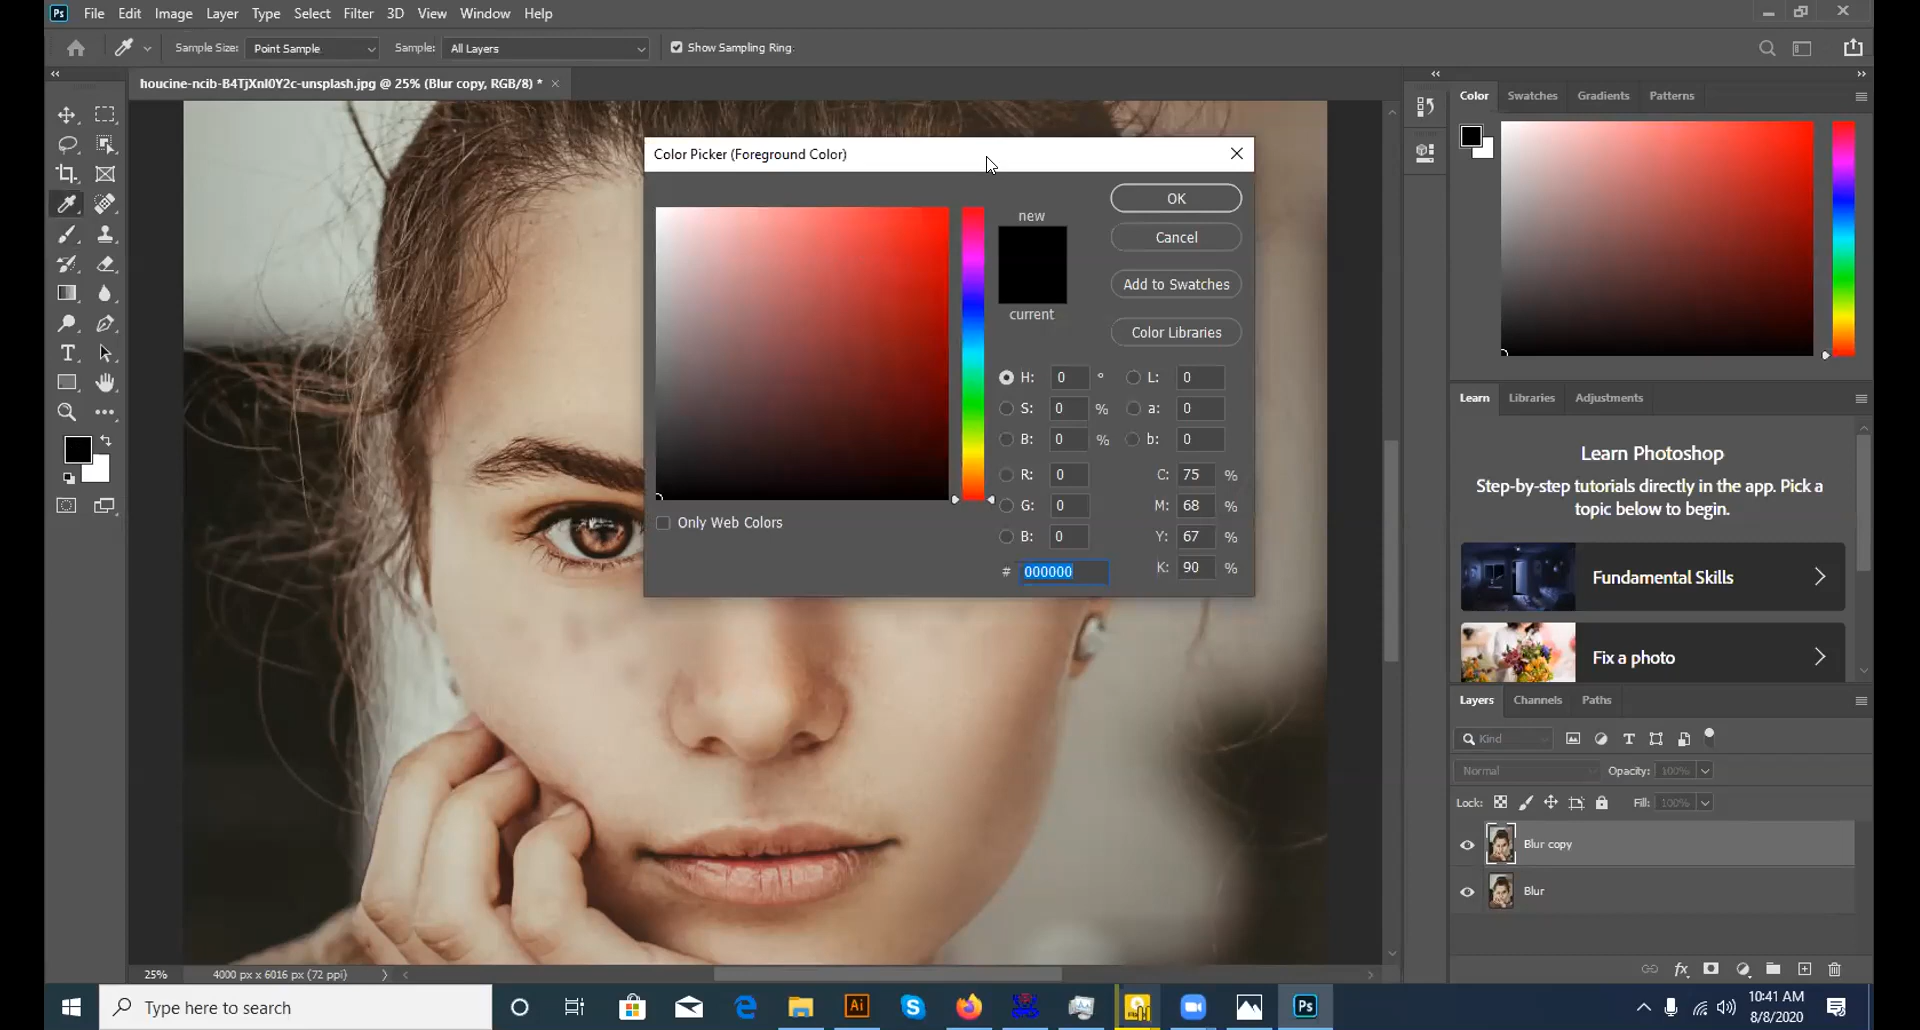 Ps File Edit Image Layer Type Select Filter 3D View Window Help
Sample Size: Point Sample Sample: All Layers Show Sampling Ring
houcine-ncib-B4TjXnI0Y2c-unsplash.jpg @ 25% (Blur copy, RGB/8) *
Color Swatches Gradients Patterns
Color Picker (Foreground Color)
new
current
OK
Cancel
Add to Swatches
Color Libraries
H: 0 ° L: 0
S: 0 % a: 0
B: 0 % b: 0
R: 0 C: 75 %
G: 0 M: 68 %
B: 0 Y: 67 %
# 000000 K: 90 %
Only Web Colors
Learn Libraries Adjustments
Learn Photoshop
Step-by-step tutorials directly in the app. Pick a
topic below to begin.
Fundamental Skills
Fix a photo
Layers Channels Paths
Kind
Normal Opacity: 100%
Lock: Fill: 100%
Blur copy
Blur
fx
25% 4000 px x 6016 px (72 ppi)
Type here to search
Ai
Ps
10:41 AM
8/8/2020